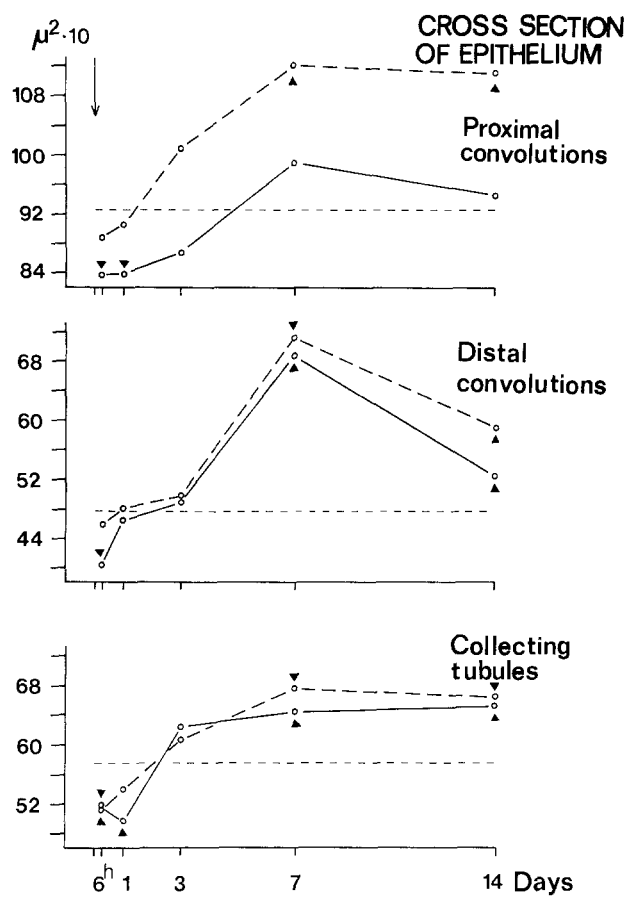 μ²·10
CROSS SECTION
OF EPITHELIUM
108
100
92
84
Proximal
convolutions
68
60
52
44
Distal
convolutions
68
60
52
Collecting
tubules
6h 1 3 7 14 Days